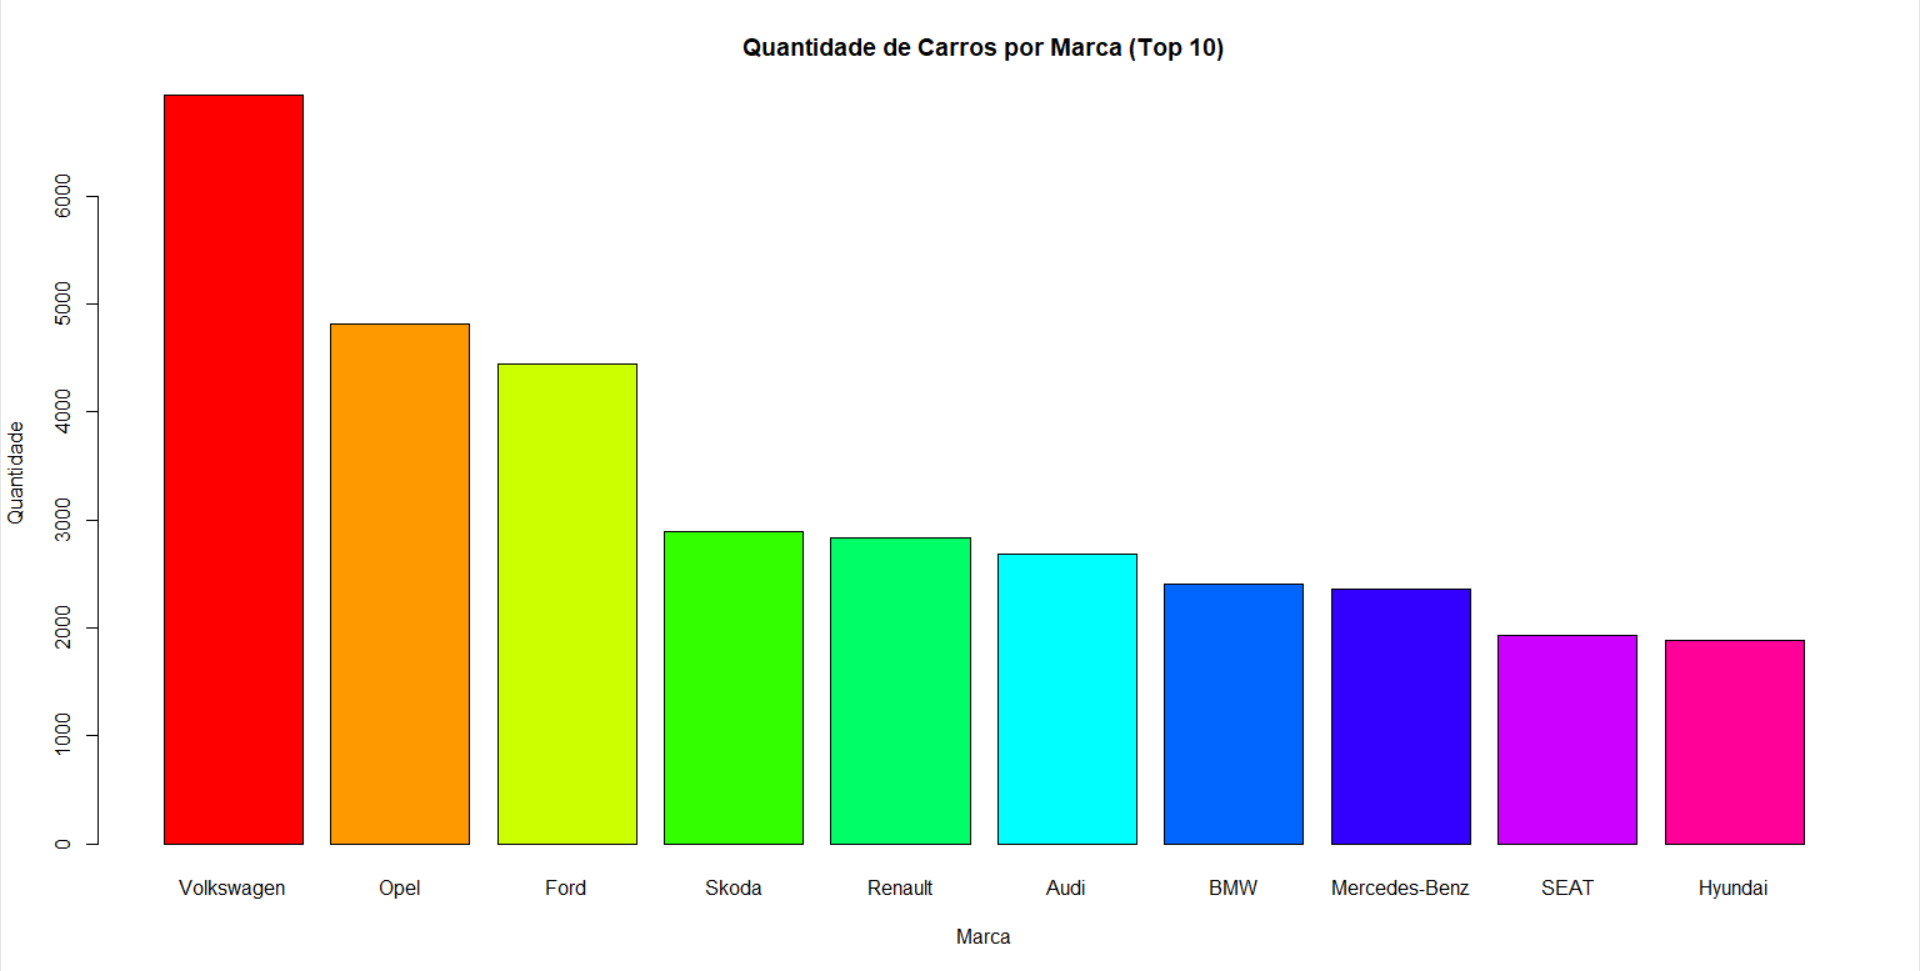 Quantidade de Carros por Marca (Top 10)
Quantidade
6000
5000
4000
3000
2000
1000
0
Volkswagen Opel Ford Skoda Renault Audi BMW Mercedes-Benz SEAT Hyundai
Marca